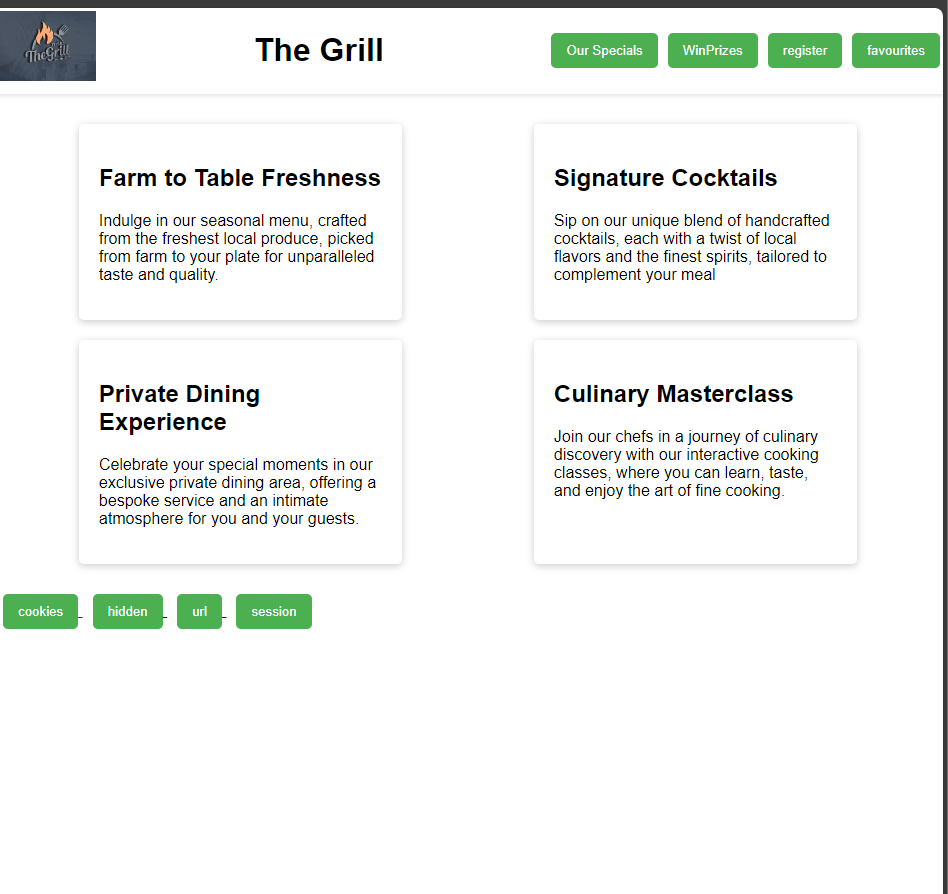 TheGrill
The Grill
Our Specials
WinPrizes
register
favourites
Farm to Table Freshness
Indulge in our seasonal menu, crafted
from the freshest local produce, picked
from farm to your plate for unparalleled
taste and quality.
Signature Cocktails
Sip on our unique blend of handcrafted
cocktails, each with a twist of local
flavors and the finest spirits, tailored to
complement your meal
Private Dining
Experience
Celebrate your special moments in our
exclusive private dining area, offering a
bespoke service and an intimate
atmosphere for you and your guests.
Culinary Masterclass
Join our chefs in a journey of culinary
discovery with our interactive cooking
classes, where you can learn, taste,
and enjoy the art of fine cooking.
cookies
hidden
url
session